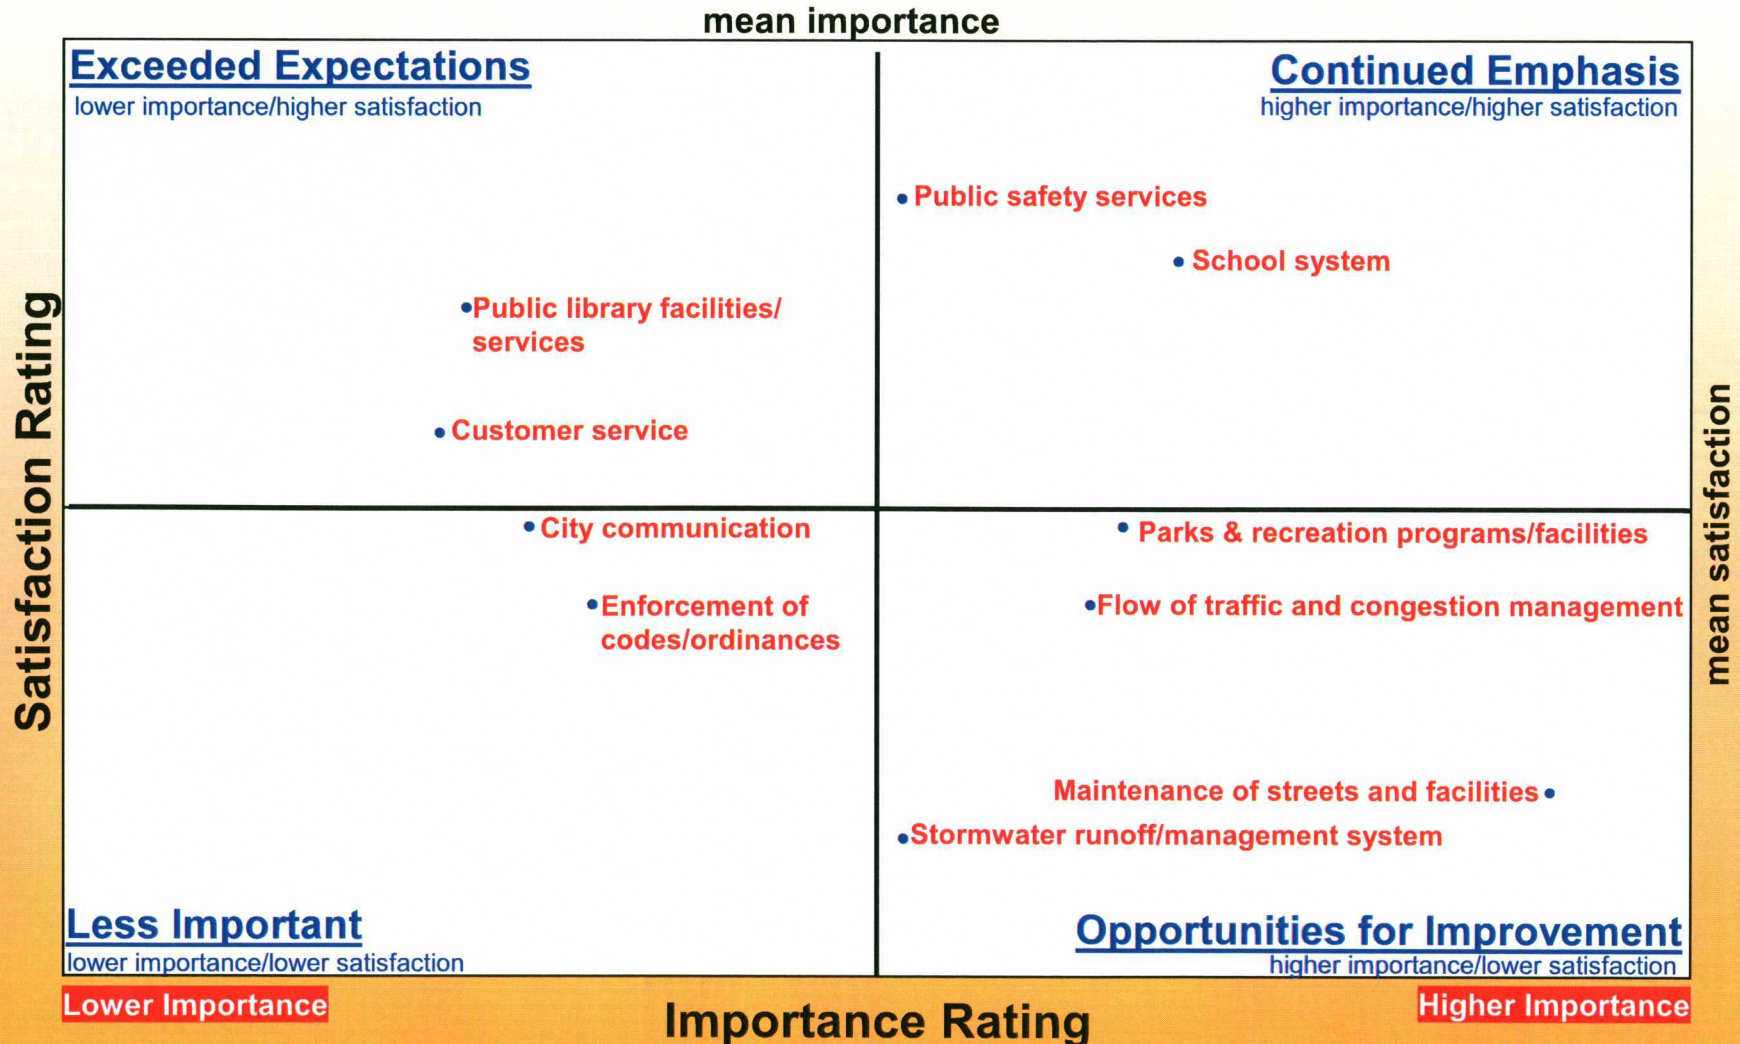 mean importance
Exceeded Expectations
lower importance/higher satisfaction
Continued Emphasis
higher importance/higher satisfaction
Public safety services
School system
Public library facilities/
services
Customer service
Satisfaction Rating
mean satisfaction
City communication
Parks & recreation programs/facilities
Enforcement of
codes/ordinances
Flow of traffic and congestion management
Maintenance of streets and facilities
Stormwater runoff/management system
Less Important
lower importance/lower satisfaction
Opportunities for Improvement
higher importance/lower satisfaction
Lower Importance
Importance Rating
Higher Importance